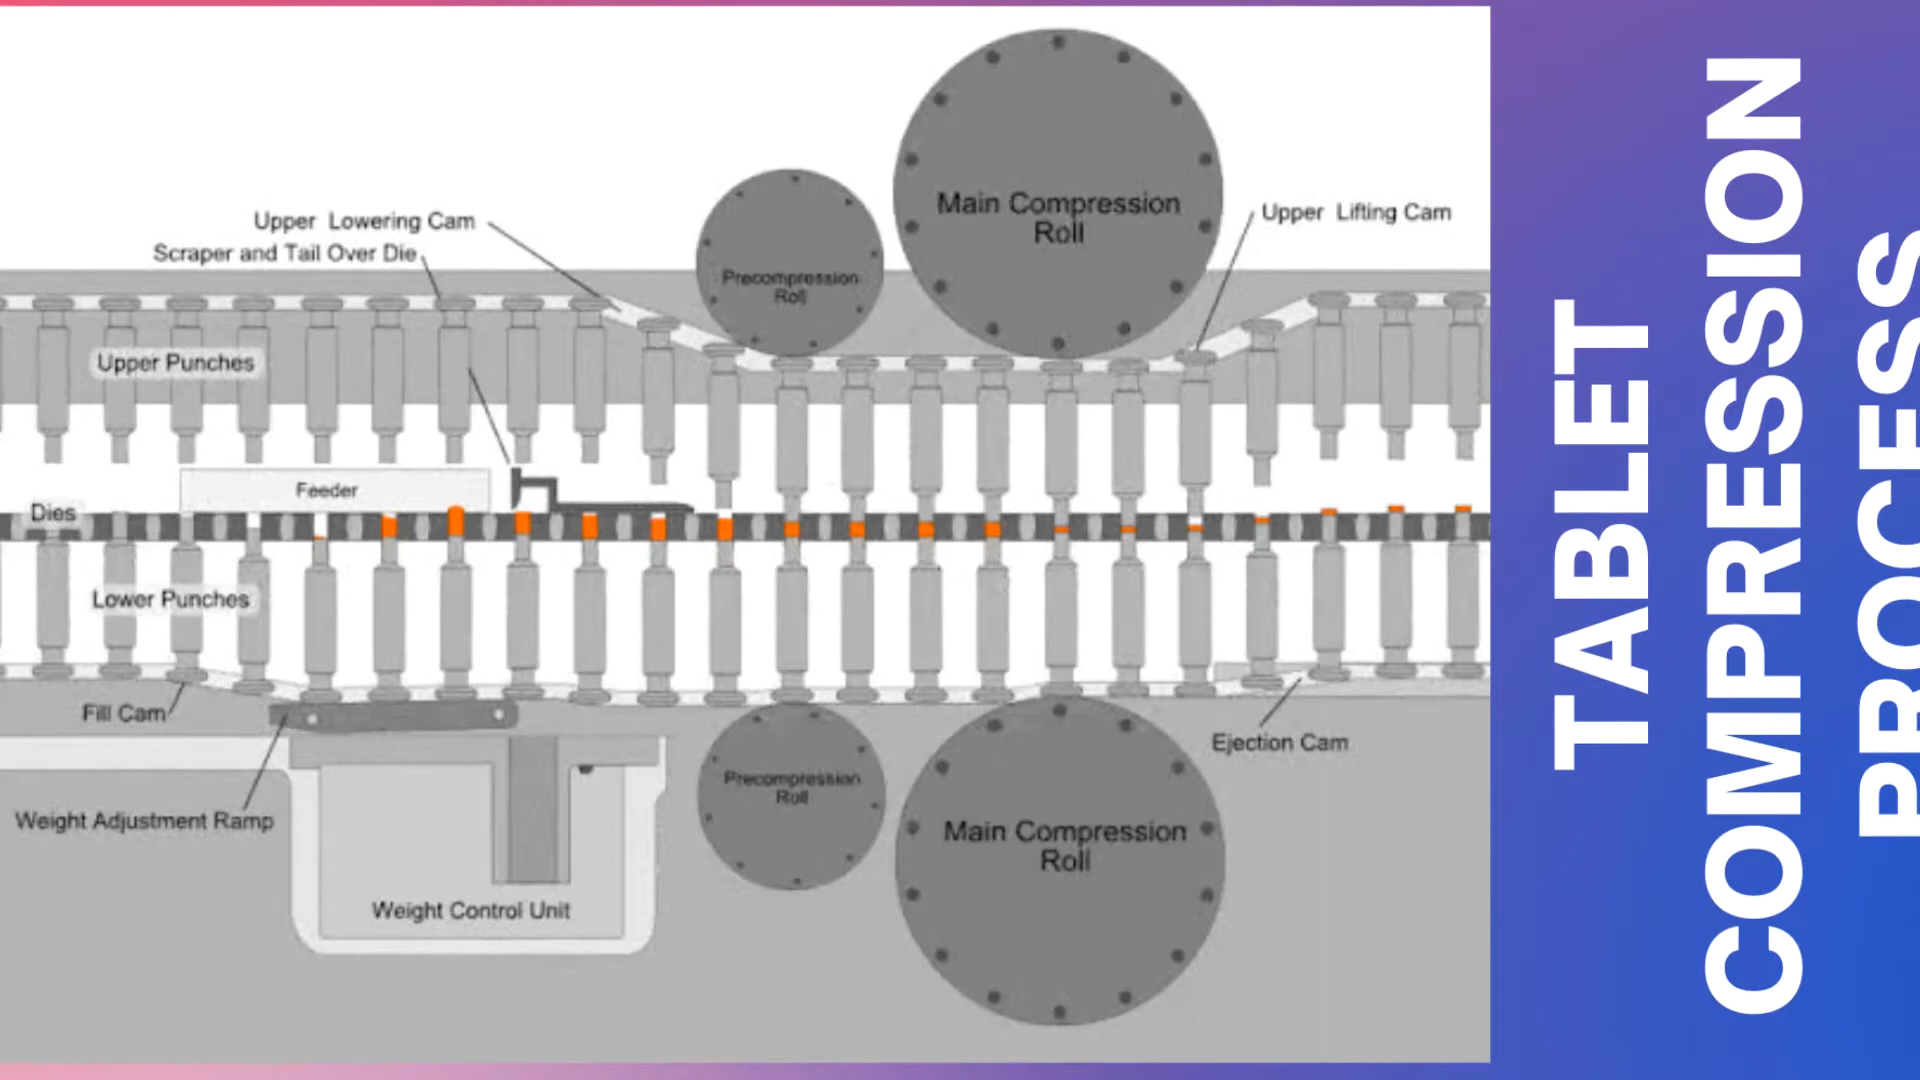 Main Compression
Roll
Upper Lowering Cam
Upper Lifting Cam
Scraper and Tail Over Die
Precompression
Roll
Upper Punches
Feeder
Dies
Lower Punches
Fill Cam
Ejection Cam
Weight Adjustment Ramp
Precompression
Roll
Main Compression
Roll
Weight Control Unit
TABLET
COMPRESSION
PROCESS